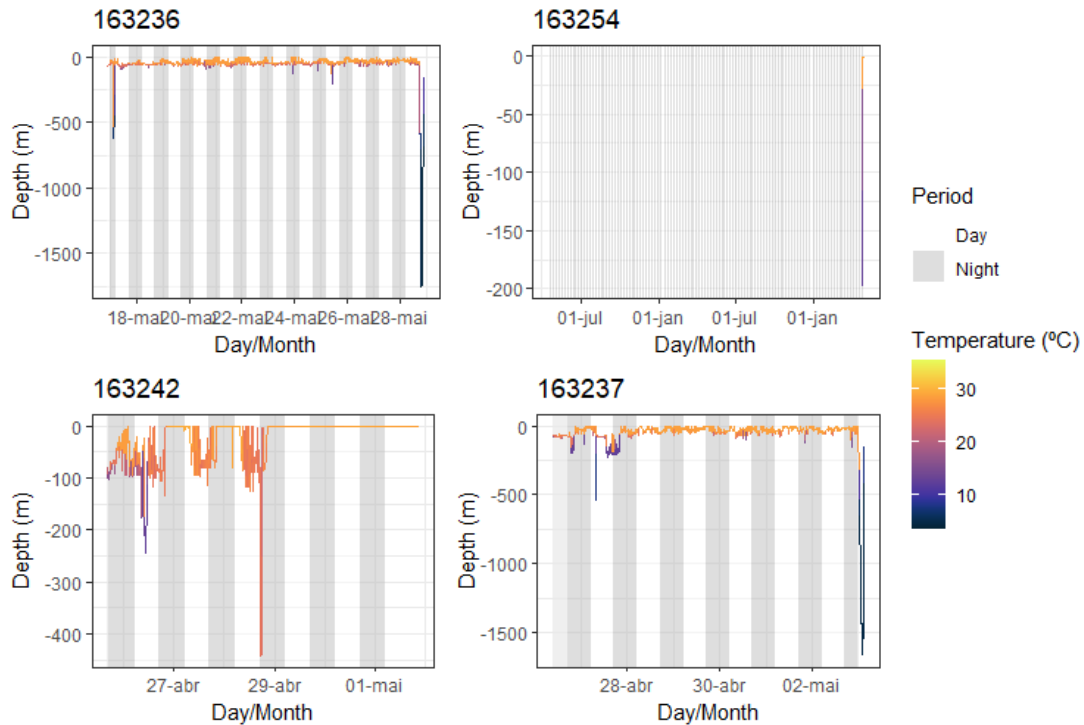 163236
0
-500
-1000
-1500
Depth (m)
18-mai 20-mai 22-mai 24-mai 26-mai 28-mai
Day/Month
163254
0
-50
-100
-150
-200
Depth (m)
01-jul 01-jan 01-jul 01-jan
Day/Month
163242
0
-100
-200
-300
-400
Depth (m)
27-abr 29-abr 01-mai
Day/Month
163237
0
-500
-1000
-1500
Depth (m)
28-abr 30-abr 02-mai
Day/Month
Period
Day
Night
Temperature (ºC)
30
20
10